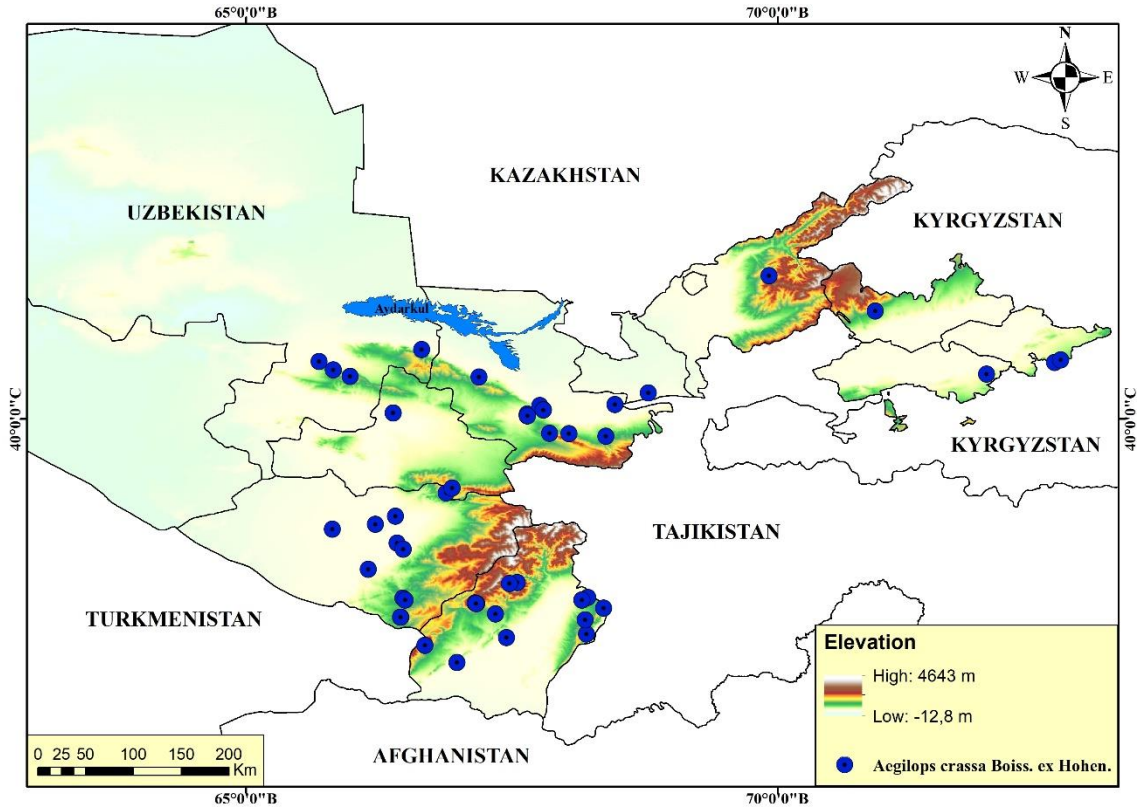 65°0'0"B 70°0'0"B
N
W E
S
KAZAKHSTAN
UZBEKISTAN
KYRGYZSTAN
Aydarkul
40°0'0"C 40°0'0"C
KYRGYZSTAN
TAJIKISTAN
TURKMENISTAN
AFGHANISTAN
Elevation
High: 4643 m
Low: -12,8 m
Aegilops crassa Boiss. ex Hohen.
0 25 50 100 150 200
Km
65°0'0"B 70°0'0"B